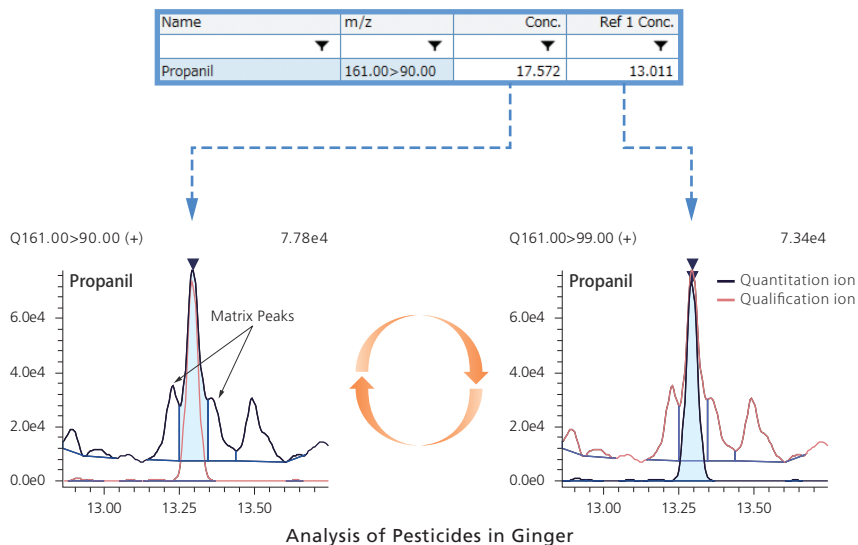 Name m/z Conc. Ref 1 Conc.
Propanil 161.00>90.00 17.572 13.011
Q161.00>90.00 (+) 7.78e4
Propanil
Matrix Peaks
6.0e4
4.0e4
2.0e4
0.0e0
13.00 13.25 13.50
Q161.00>99.00 (+) 7.34e4
Propanil
Quantitation ion
Qualification ion
6.0e4
4.0e4
2.0e4
0.0e0
13.00 13.25 13.50
Analysis of Pesticides in Ginger